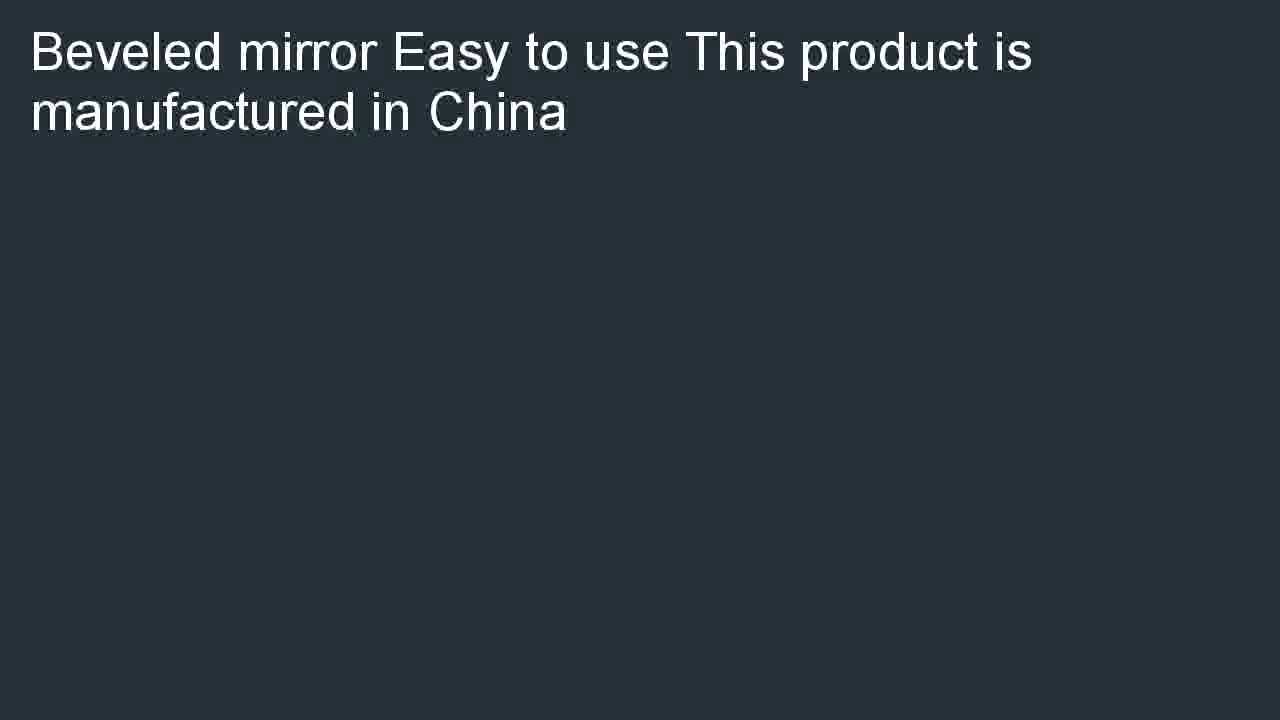 Beveled mirror Easy to use This product is
manufactured in China